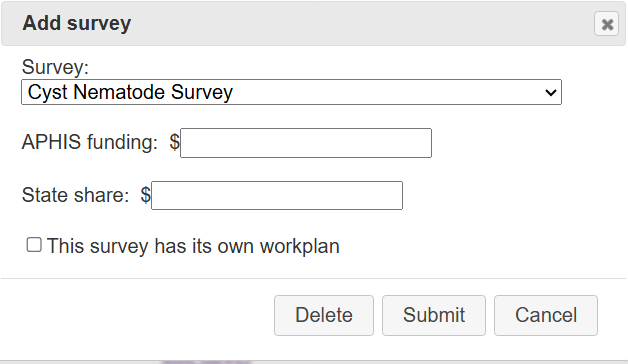 Add survey
Survey:
Cyst Nematode Survey
APHIS funding: $
State share: $
This survey has its own workplan
Delete Submit Cancel